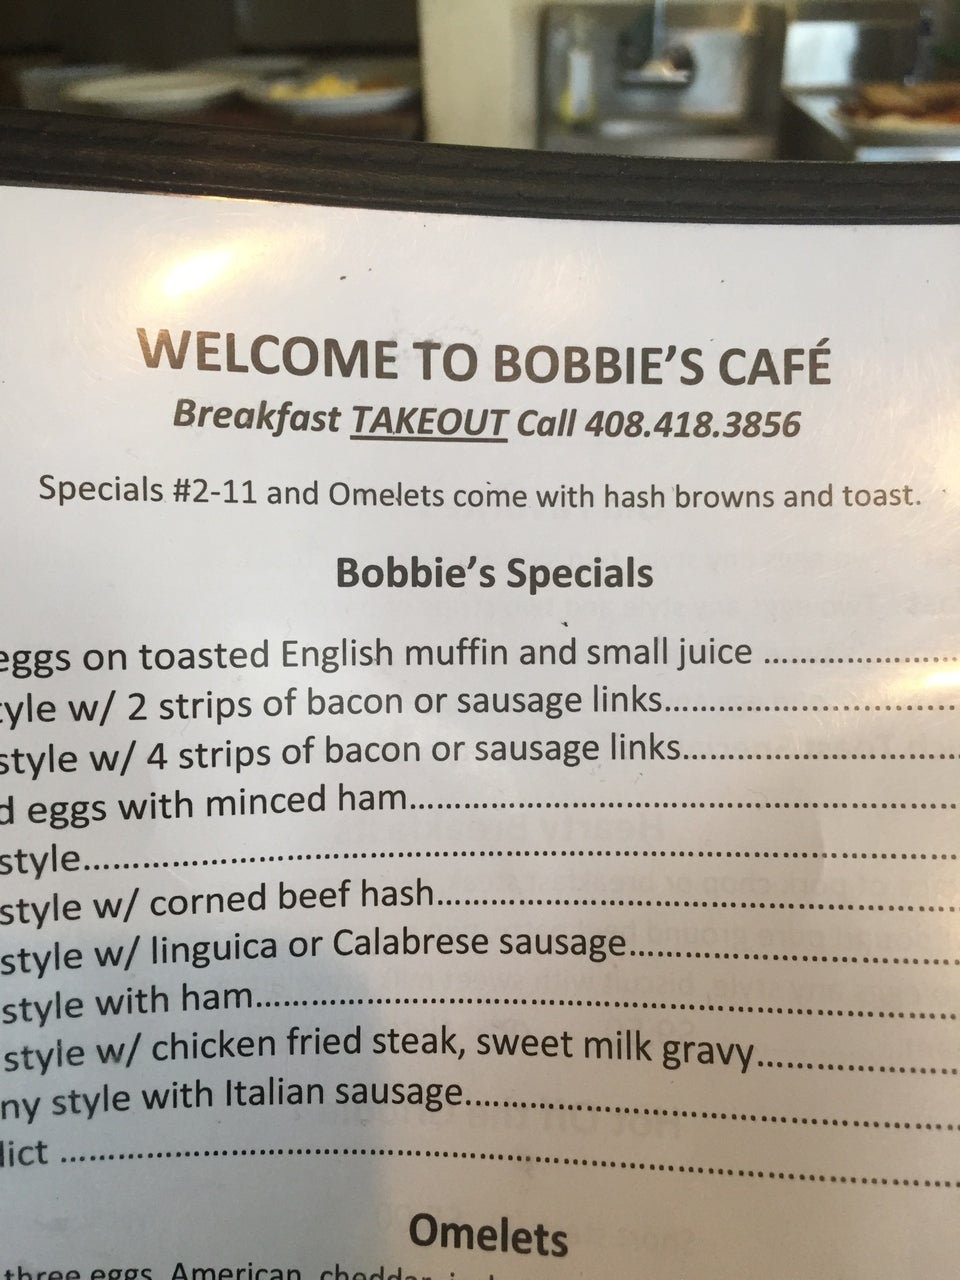 WELCOME TO BOBBIE'S CAFÉ
Breakfast TAKEOUT Call 408.418.3856
Specials #2-11 and Omelets come with hash browns and toast.
Bobbie's Specials
eggs on toasted English muffin and small juice ....................
tyle w/ 2 strips of bacon or sausage links..............................
style w/ 4 strips of bacon or sausage links............................
d eggs with minced ham.......................................................
style.......................................................................................
style w/ corned beef hash.....................................................
style w/ linguica or Calabrese sausage.................................
style with ham......................................................................
style w/ chicken fried steak, sweet milk gravy.....................
ny style with Italian sausage.................................................
dict .......................................................................................
Omelets
three eggs, American, cheddar,